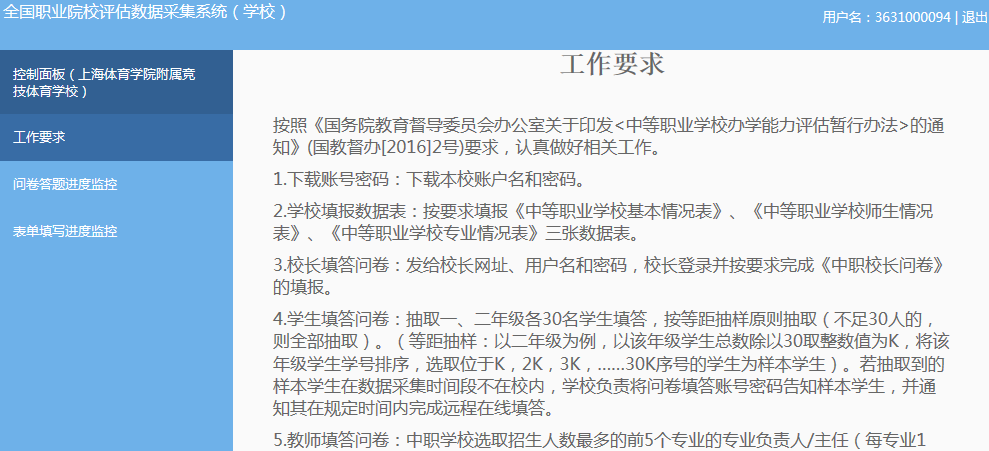 全国职业院校评估数据采集系统（学校）
用户名：3631000094 | 退出
控制面板（上海体育学院附属竞
技体育学校）
工作要求
问卷答题进度监控
表单填写进度监控
工作要求
按照《国务院教育督导委员会办公室关于印发<中等职业学校办学能力评估暂行办法>的通
知》(国教督办[2016]2号)要求，认真做好相关工作。
1.下载账号密码：下载本校账户名和密码。
2.学校填报数据表：按要求填报《中等职业学校基本情况表》、《中等职业学校师生情况
表》、《中等职业学校专业情况表》三张数据表。
3.校长填答问卷：发给校长网址、用户名和密码，校长登录并按要求完成《中职校长问卷》
的填报。
4.学生填答问卷：抽取一、二年级各30名学生填答，按等距抽样原则抽取（不足30人的，
则全部抽取）。（等距抽样：以二年级为例，以该年级学生总数除以30取整数值为K，将该
年级学生学号排序，选取位于K，2K，3K，……30K序号的学生为样本学生）。若抽取到的
样本学生在数据采集时间段不在校内，学校负责将问卷填答账号密码告知样本学生，并通
知其在规定时间内完成远程在线填答。
5.教师填答问卷：中职学校选取招生人数最多的前5个专业的专业负责人/主任（每专业1